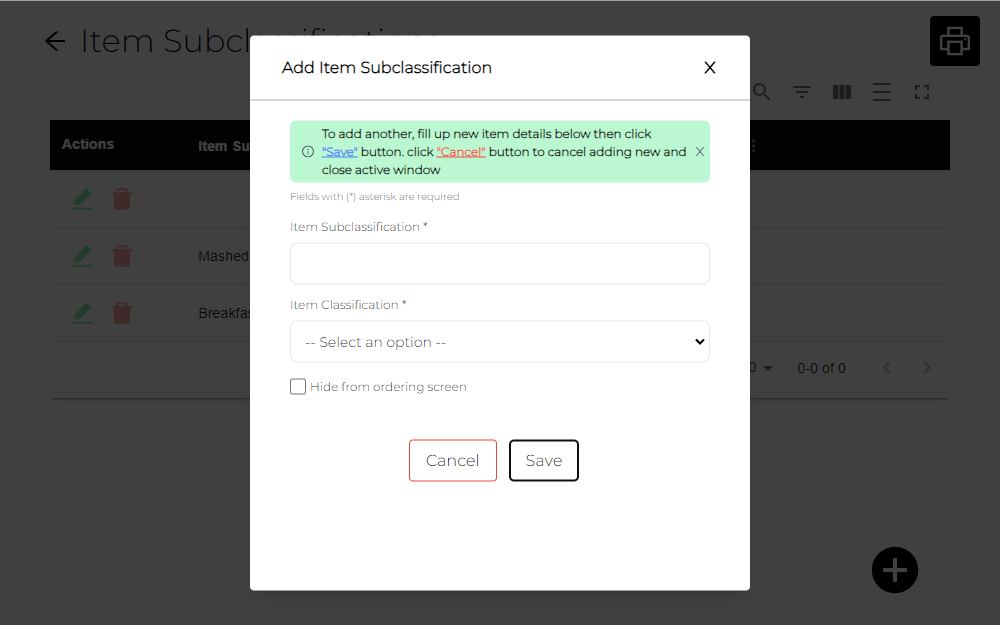 Item Subclassifications
Add Item Subclassification
X
To add another, fill up new item details below then click
"Save" button. click "Cancel" button to cancel adding new and
close active window
Fields with (*) asterisk are required
Item Subclassification *
Item Classification *
-- Select an option --
Hide from ordering screen
Cancel
Save
Actions
Item Su
Mashed
Breakfas
0
0-0 of 0